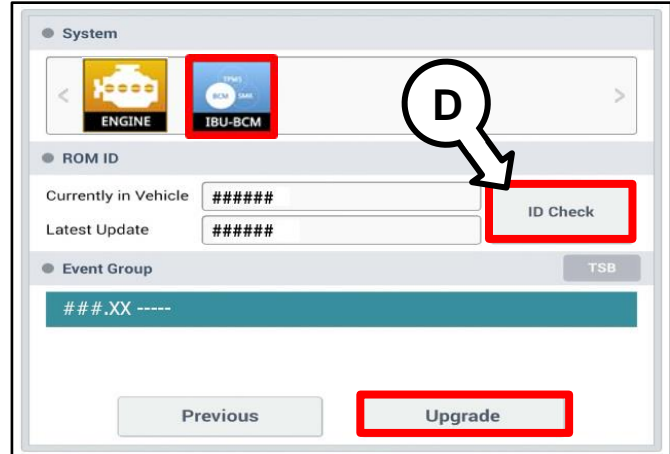 System
<
ENGINE
TPMS
BCM SMK
IBU-BCM
D
>
ROM ID
Currently in Vehicle ######
ID Check
Latest Update ######
Event Group TSB
###.XX -----
Previous Upgrade